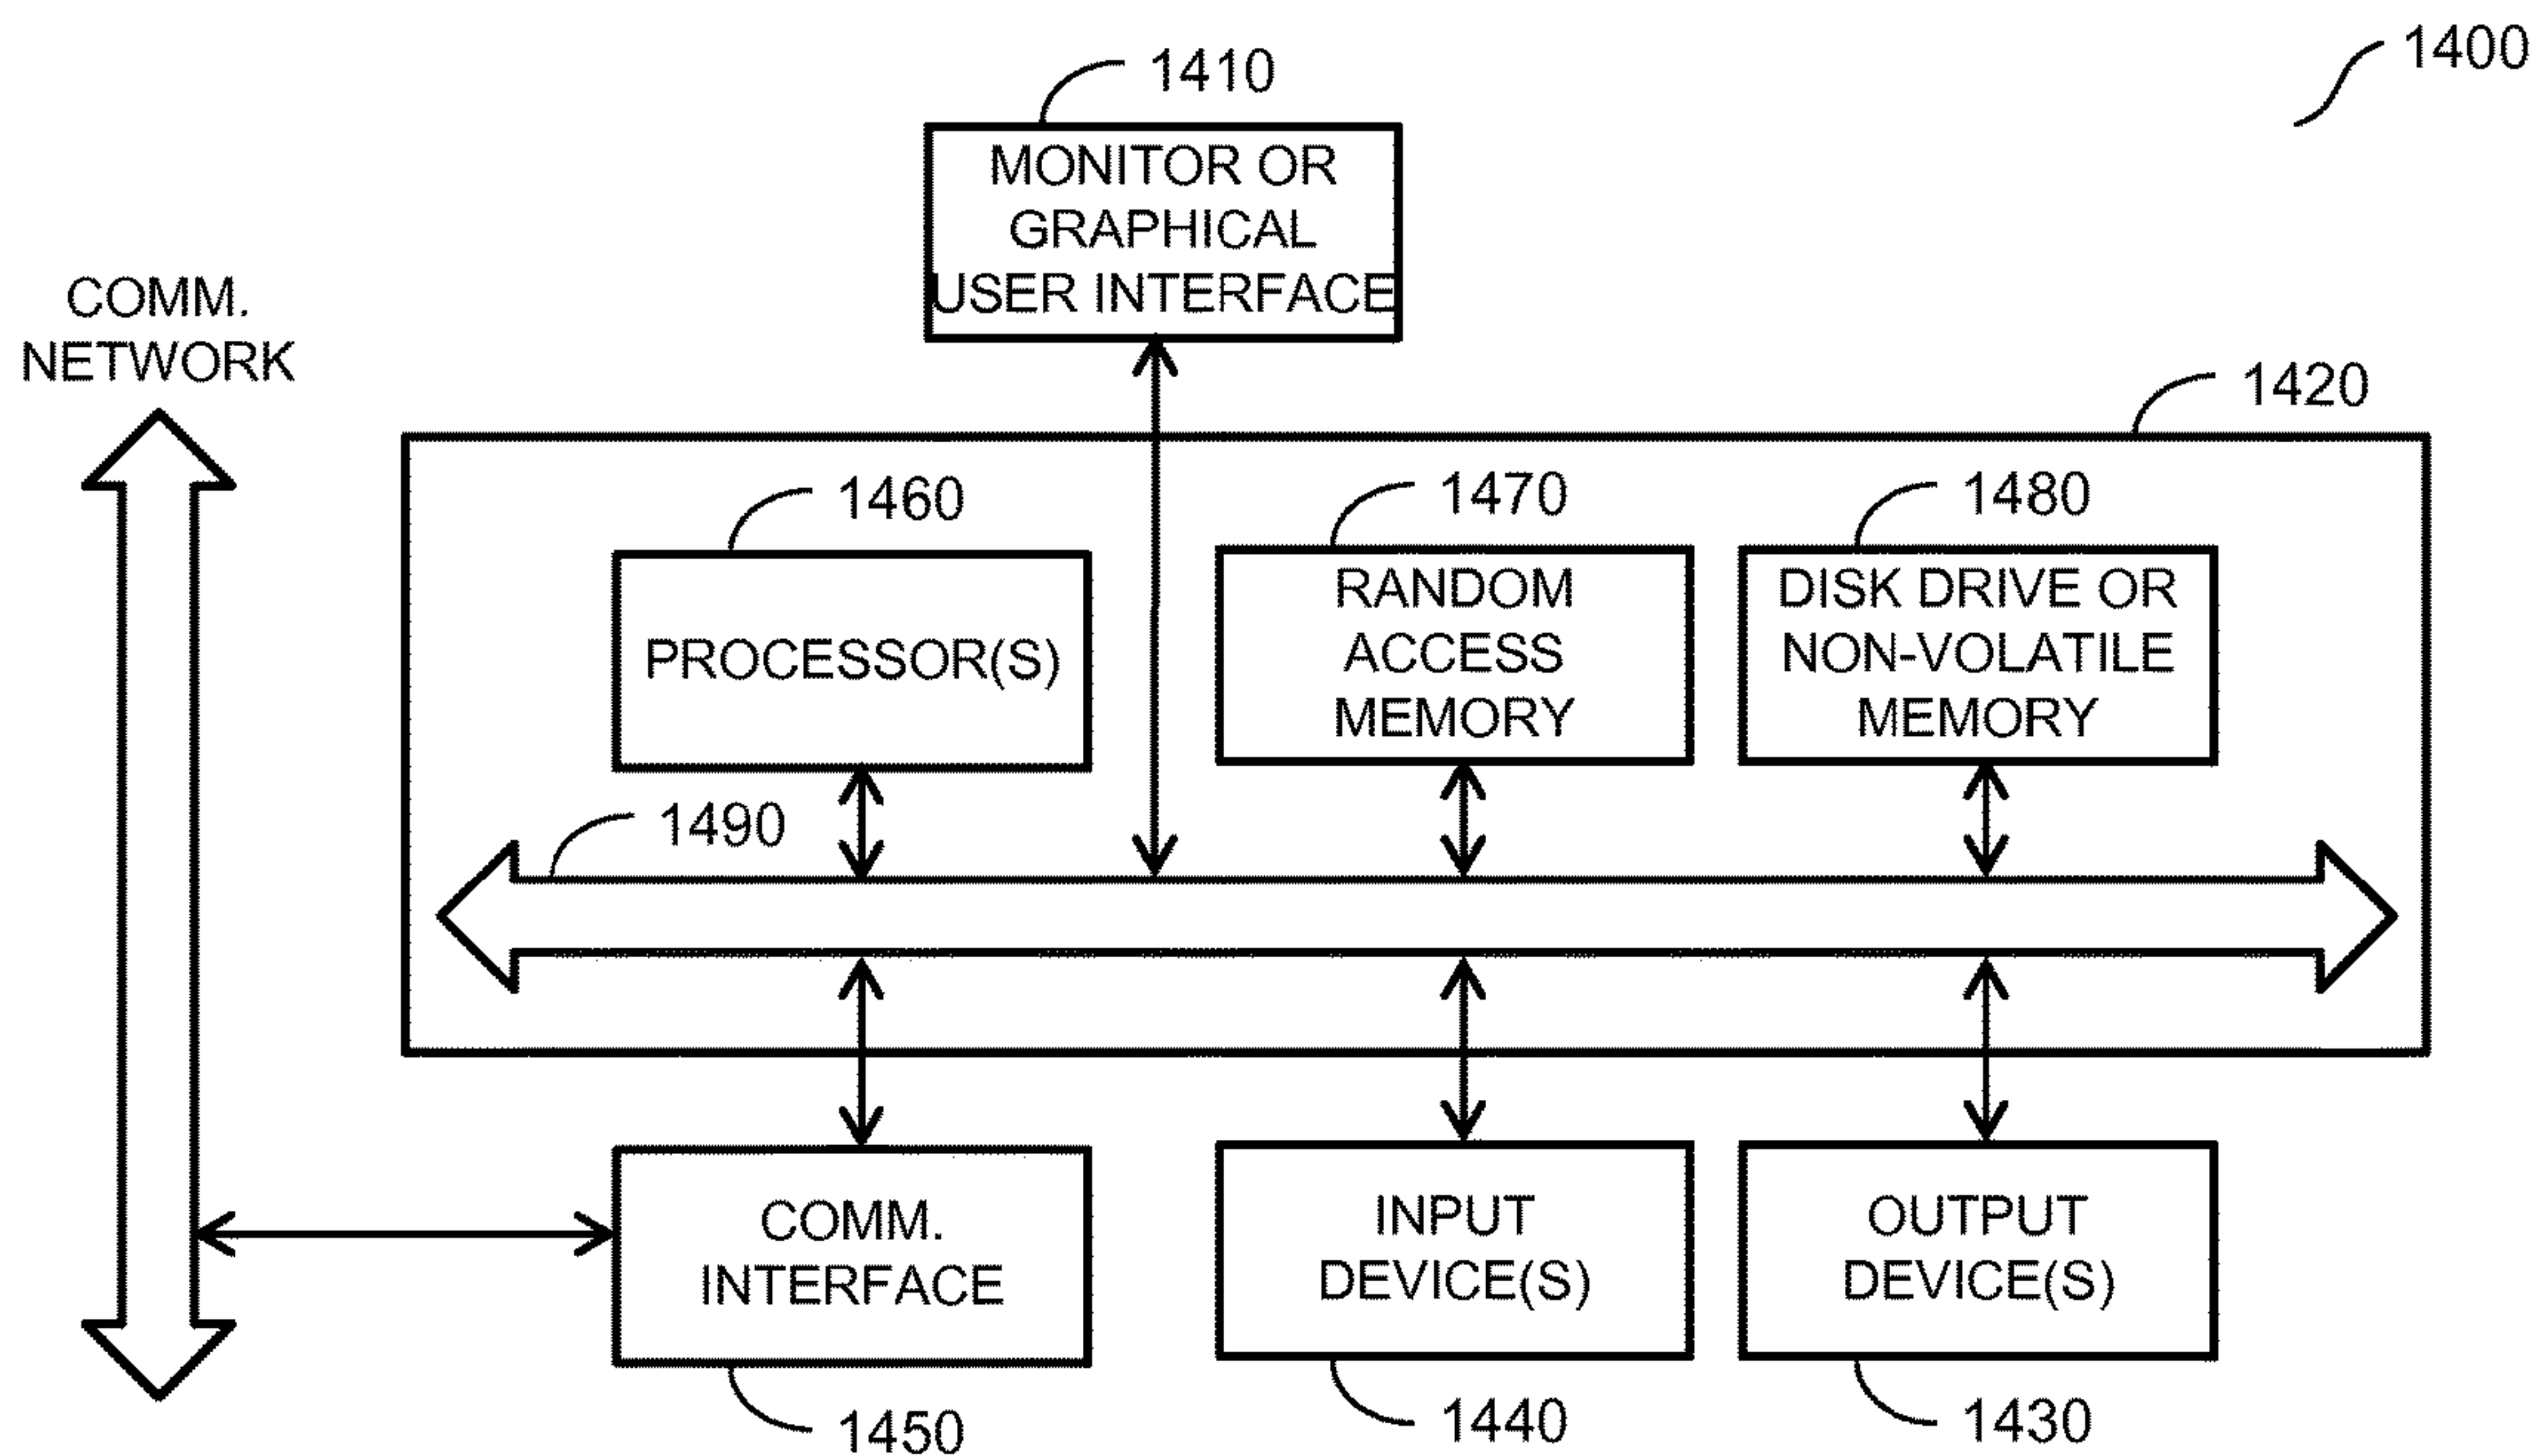 1400
1410
MONITOR OR
GRAPHICAL
USER INTERFACE
COMM.
NETWORK
1420
1460
PROCESSOR(S)
1470
RANDOM
ACCESS
MEMORY
1480
DISK DRIVE OR
NON-VOLATILE
MEMORY
1490
COMM.
INTERFACE
1450
INPUT
DEVICE(S)
1440
OUTPUT
DEVICE(S)
1430